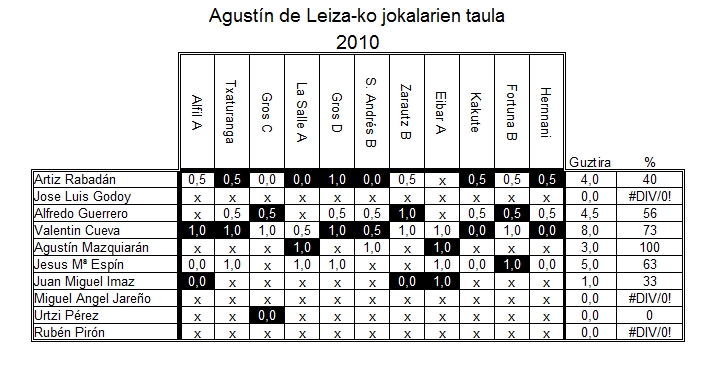 Agustín de Leiza-ko jokalarien taula
2010
Alfil A Txaturanga Gros C La Salle A Gros D S. Andrés B Zarautz B Eibar A Kakute Fortuna B Hernnani Guztira %
Artiz Rabadán 0,5 0,5 0,0 0,0 1,0 0,0 0,5 x 0,5 0,5 0,5 4,0 40
Jose Luis Godoy x x x x x x x x x x x 0,0 #DIV/0!
Alfredo Guerrero x 0,5 0,5 x 0,5 0,5 1,0 x 0,5 0,5 0,5 4,5 56
Valentin Cueva 1,0 1,0 1,0 0,5 1,0 0,5 1,0 1,0 0,0 1,0 0,0 8,0 73
Agustín Mazquiarán x x x 1,0 x 1,0 x 1,0 x x x 3,0 100
Jesus Mª Espín 0,0 1,0 x 1,0 1,0 x x 1,0 0,0 1,0 0,0 5,0 63
Juan Miguel Imaz 0,0 x x x x x 0,0 1,0 x x x 1,0 33
Miguel Angel Jareño x x x x x x x x x x x 0,0 #DIV/0!
Urtzi Pérez x x 0,0 x x x x x x x x 0,0 0
Rubén Pirón x x x x x x x x x x x 0,0 #DIV/0!